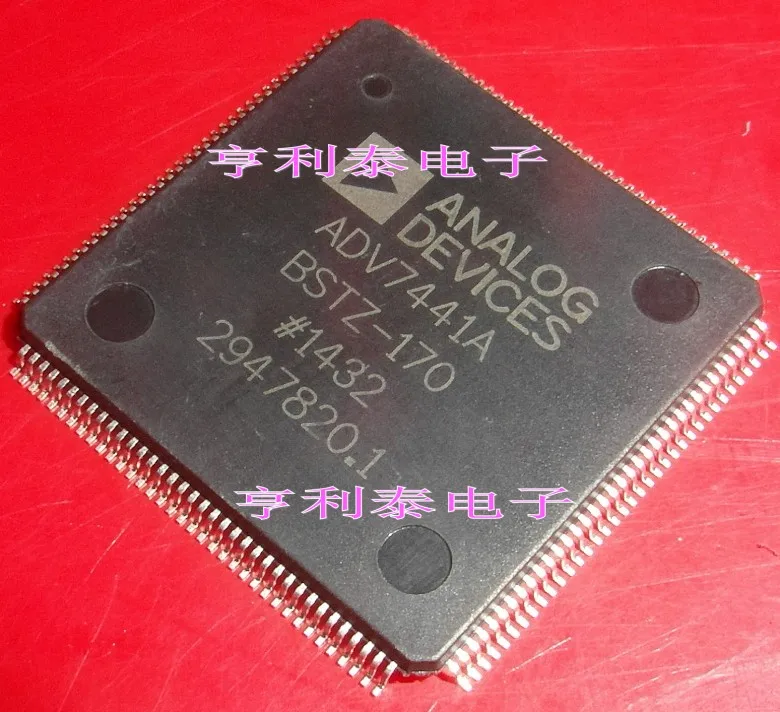 亨利泰电子
ANALOG
DEVICES
ADV7441A
BSTZ-170
#1432
2947820.1
亨利泰电子